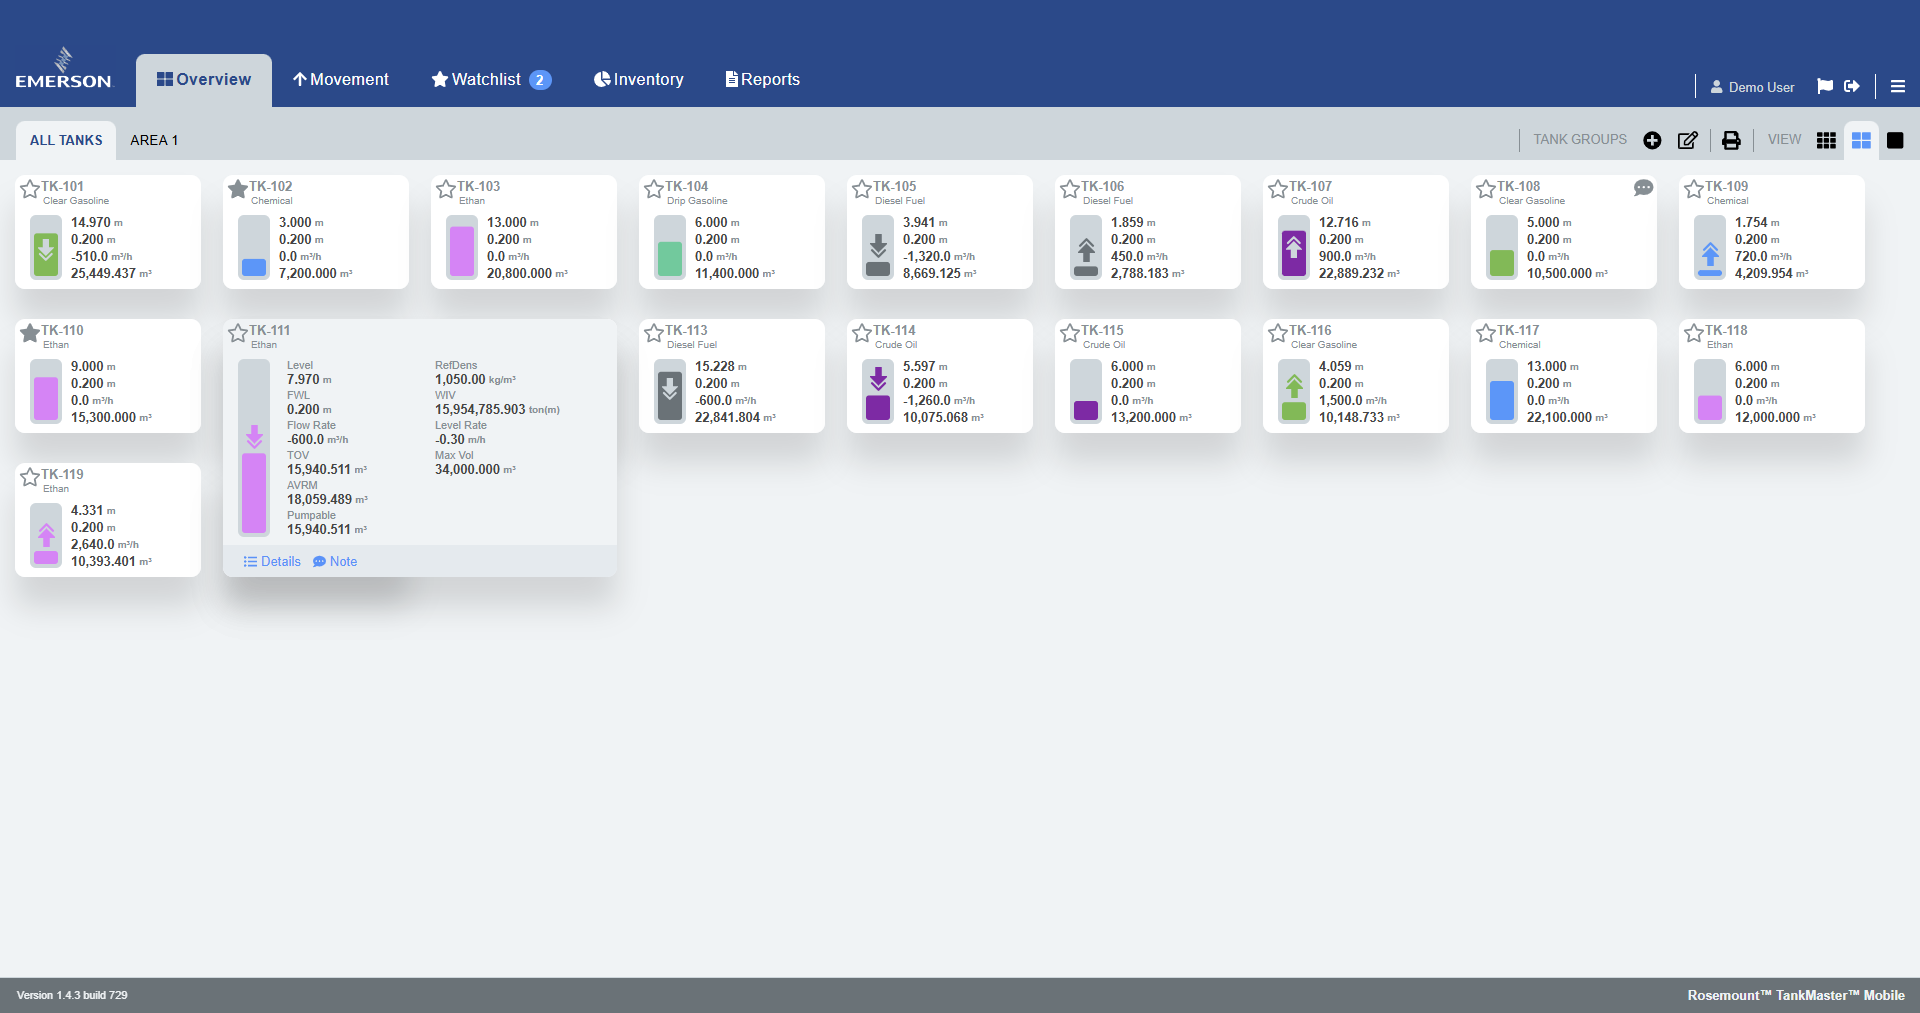 EMERSON
Overview
Movement
Watchlist 2
Inventory
Reports
Demo User
ALL TANKS
AREA 1
TANK GROUPS
VIEW
TK-101
Clear Gasoline
14.970 m
0.200 m
-510.0 m³/h
25,449.437 m³
TK-102
Chemical
3.000 m
0.200 m
0.0 m³/h
7,200.000 m³
TK-103
Ethan
13.000 m
0.200 m
0.0 m³/h
20,800.000 m³
TK-104
Drip Gasoline
6.000 m
0.200 m
0.0 m³/h
11,400.000 m³
TK-105
Diesel Fuel
3.941 m
0.200 m
-1,320.0 m³/h
8,669.125 m³
TK-106
Diesel Fuel
1.859 m
0.200 m
450.0 m³/h
2,788.183 m³
TK-107
Crude Oil
12.716 m
0.200 m
900.0 m³/h
22,889.232 m³
TK-108
Clear Gasoline
5.000 m
0.200 m
0.0 m³/h
10,500.000 m³
TK-109
Chemical
1.754 m
0.200 m
720.0 m³/h
4,209.954 m³
TK-110
Ethan
9.000 m
0.200 m
0.0 m³/h
15,300.000 m³
TK-111
Ethan
Level
7.970 m
FWL
0.200 m
Flow Rate
-600.0 m³/h
TOV
15,940.511 m³
AVRM
18,059.489 m³
Pumpable
15,940.511 m³
RefDens
1,050.00 kg/m³
WIV
15,954,785.903 ton(m)
Level Rate
-0.30 m/h
Max Vol
34,000.000 m³
Details
Note
TK-113
Diesel Fuel
15.228 m
0.200 m
-600.0 m³/h
22,841.804 m³
TK-114
Crude Oil
5.597 m
0.200 m
-1,260.0 m³/h
10,075.068 m³
TK-115
Crude Oil
6.000 m
0.200 m
0.0 m³/h
13,200.000 m³
TK-116
Clear Gasoline
4.059 m
0.200 m
1,500.0 m³/h
10,148.733 m³
TK-117
Chemical
13.000 m
0.200 m
0.0 m³/h
22,100.000 m³
TK-118
Ethan
6.000 m
0.200 m
0.0 m³/h
12,000.000 m³
TK-119
Ethan
4.331 m
0.200 m
2,640.0 m³/h
10,393.401 m³
Version 1.4.3 build 729
Rosemount™ TankMaster™ Mobile